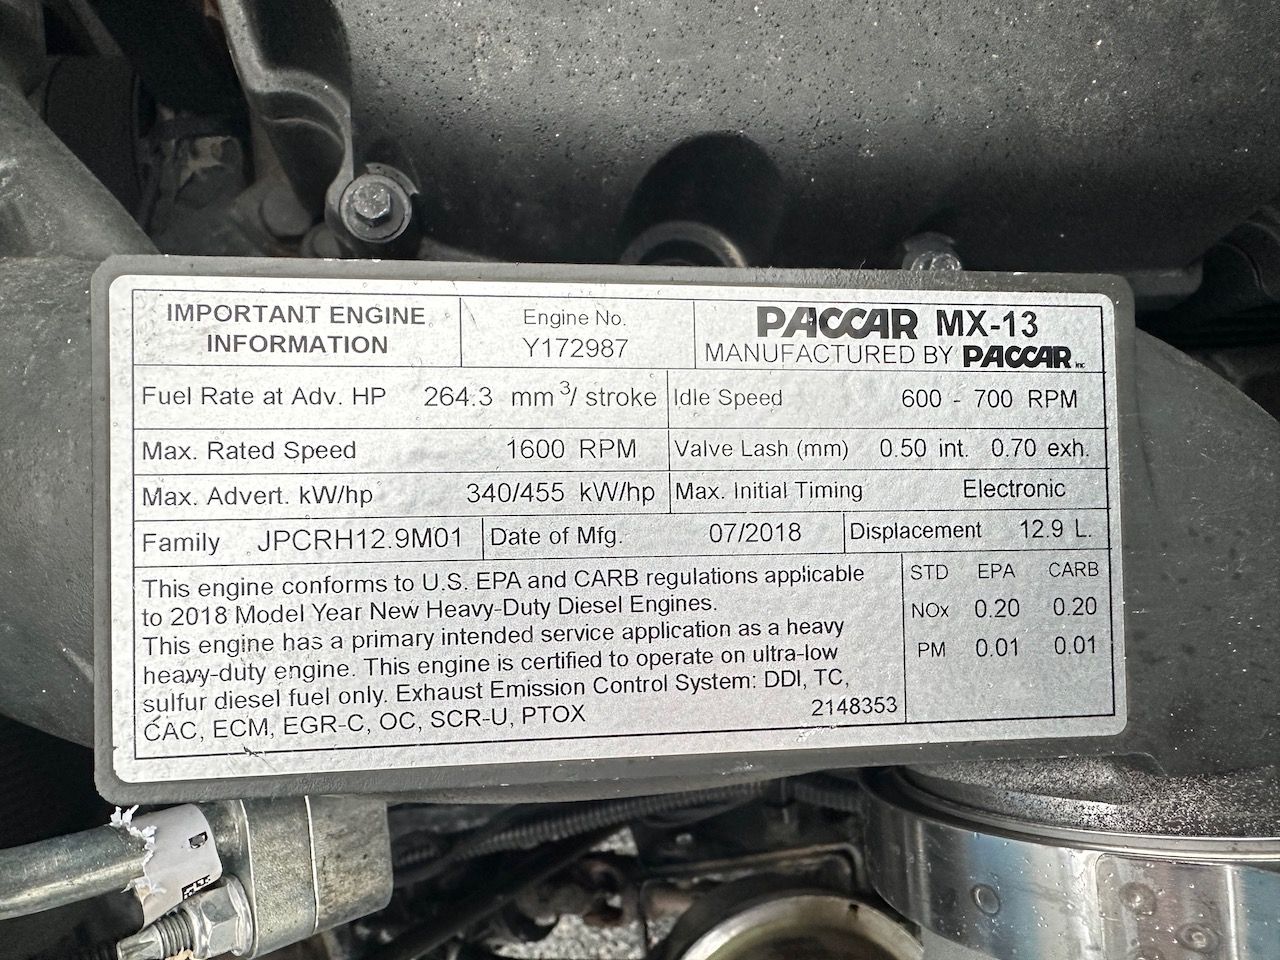 IMPORTANT ENGINE
INFORMATION
Engine No.
Y172987
PACCAR MX-13
MANUFACTURED BY PACCAR INC
Fuel Rate at Adv. HP 264.3 mm³/ stroke
Idle Speed 600 - 700 RPM
Max. Rated Speed 1600 RPM
Valve Lash (mm) 0.50 int. 0.70 exh.
Max. Advert. kW/hp 340/455 kW/hp
Max. Initial Timing Electronic
Family JPCRH12.9M01
Date of Mfg. 07/2018
Displacement 12.9 L.
This engine conforms to U.S. EPA and CARB regulations applicable
to 2018 Model Year New Heavy-Duty Diesel Engines.
This engine has a primary intended service application as a heavy
heavy-duty engine. This engine is certified to operate on ultra-low
sulfur diesel fuel only. Exhaust Emission Control System: DDI, TC,
CAC, ECM, EGR-C, OC, SCR-U, PTOX 2148353
STD EPA CARB
NOx 0.20 0.20
PM 0.01 0.01